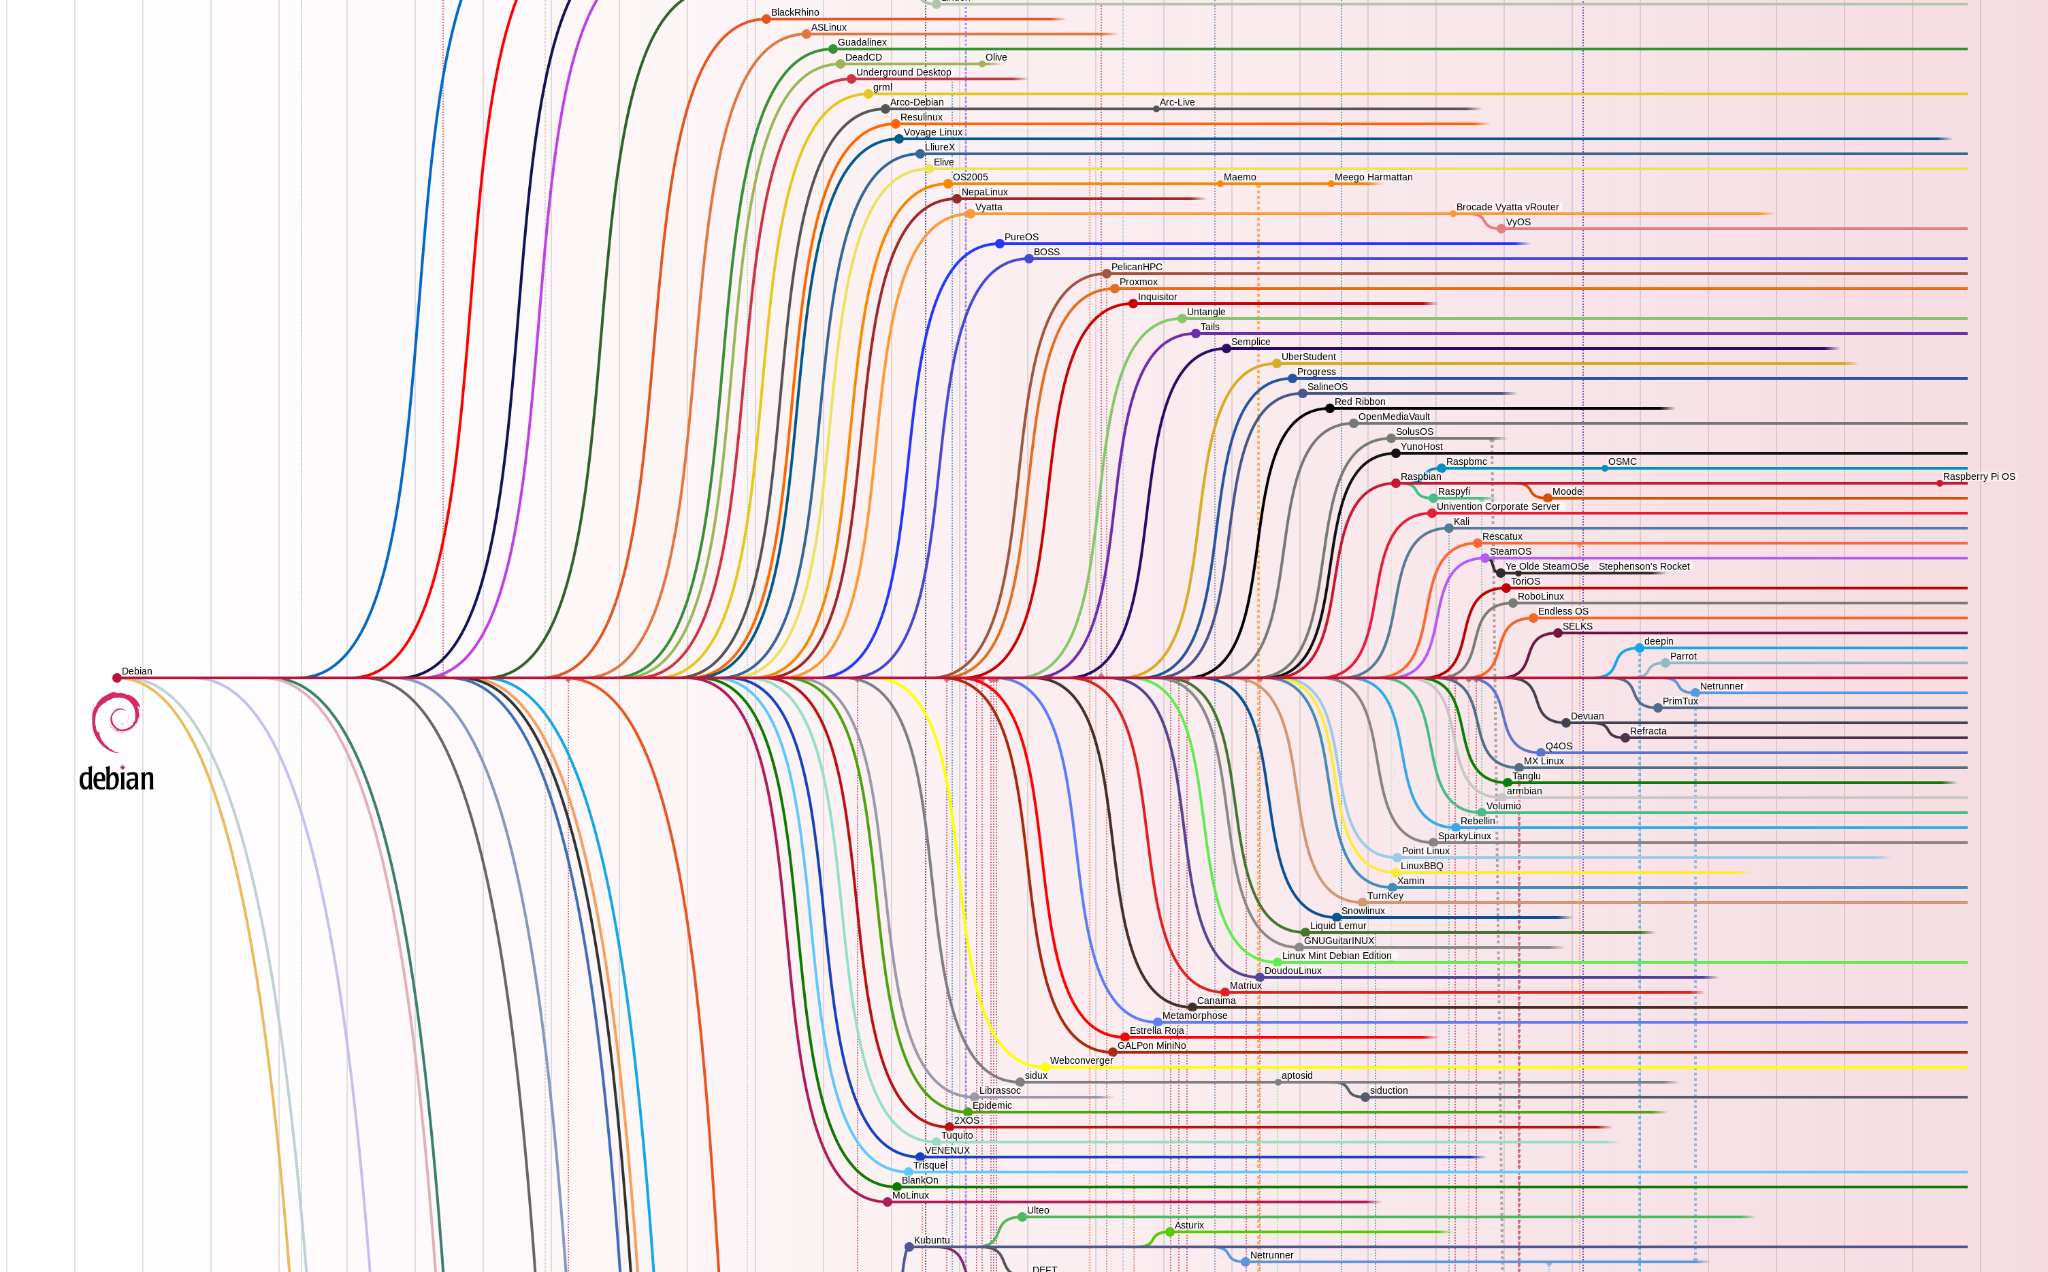 BlackRhino
ASLinux
Guadalinex
DeadCD Olive
Underground Desktop
grml
Arco-Debian Arc-Live
Resulinux
Voyage Linux
LliureX
Elive
OS2005 Maemo Meego Harmattan
NepaLinux
Vyatta Brocade Vyatta vRouter
VyOS
PureOS
BOSS
PelicanHPC
Proxmox
Inquisitor
Untangle
Tails
Semplice
UberStudent
Progress
SalineOS
Red Ribbon
OpenMediaVault
SolusOS
YunoHost
Raspbmc OSMC
Raspbian Raspberry Pi OS
Raspyfi Moode
Univention Corporate Server
Kali
Rescatux
SteamOS
Ye Olde SteamOSe Stephenson's Rocket
ToriOS
RoboLinux
Endless OS
SELKS
deepin
Parrot
Debian
Netrunner
PrimTux
Devuan
Refracta
Q4OS
MX Linux
debian
Tanglu
armbian
Volumio
Rebellin
SparkyLinux
Point Linux
LinuxBBQ
Xamin
TurnKey
Snowlinux
Liquid Lemur
GNUGuitarINUX
Linux Mint Debian Edition
DoudouLinux
Matriux
Canaima
Metamorphose
Estrella Roja
GALPon MiniNo
Webconverger
sidux aptosid
Librassoc siduction
Epidemic
2XOS
Tuquito
VENENUX
Trisquel
BlankOn
MoLinux
Ulteo
Asturix
Kubuntu
Netrunner
DEFT